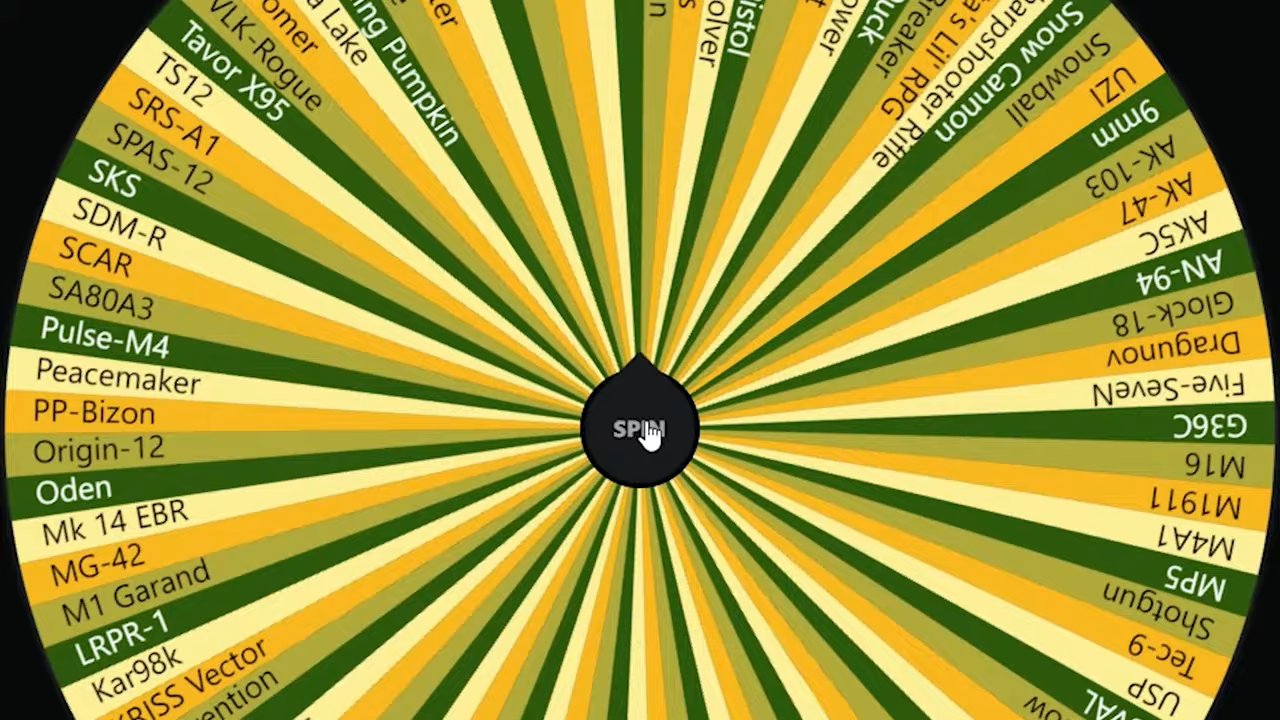 VLK-Rogue
Tavor X95
TS12
SRS-A1
SPAS-12
SKS
SDM-R
SCAR
SA80A3
Pulse-M4
Peacemaker
PP-Bizon
Origin-12
Oden
Mk 14 EBR
MG-42
M1 Garand
LRPR-1
Kar98k
KRISS Vector
Lake
Pumpkin
Lil' RPG
Rifle
Snow Cannon
Snowball
UZI
9mm
AK-103
AK-47
AK5C
AN-94
Glock-18
Dragunov
Five-SeveN
G36C
M16
M1911
M4A1
MP5
Shotgun
Tec-9
USP
SPIN